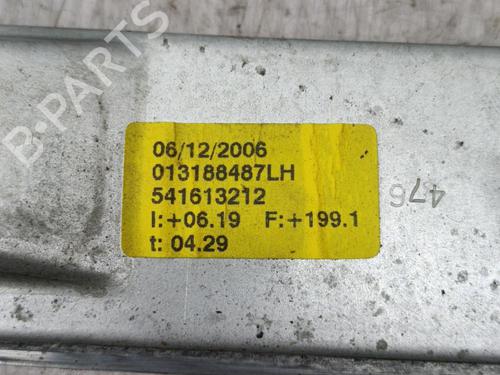 B-PARTS
06/12/2006
013188487LH
541613212
I:+06.19 F:+199.1
t: 04.29
476